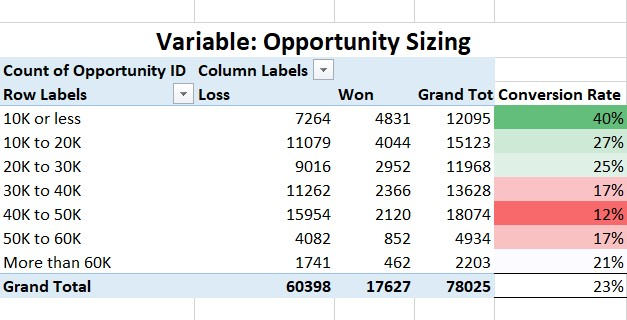 Variable: Opportunity Sizing
Count of Opportunity ID Column Labels
Row Labels Loss Won Grand Tot Conversion Rate
10K or less 7264 4831 12095 40%
10K to 20K 11079 4044 15123 27%
20K to 30K 9016 2952 11968 25%
30K to 40K 11262 2366 13628 17%
40K to 50K 15954 2120 18074 12%
50K to 60K 4082 852 4934 17%
More than 60K 1741 462 2203 21%
Grand Total 60398 17627 78025 23%